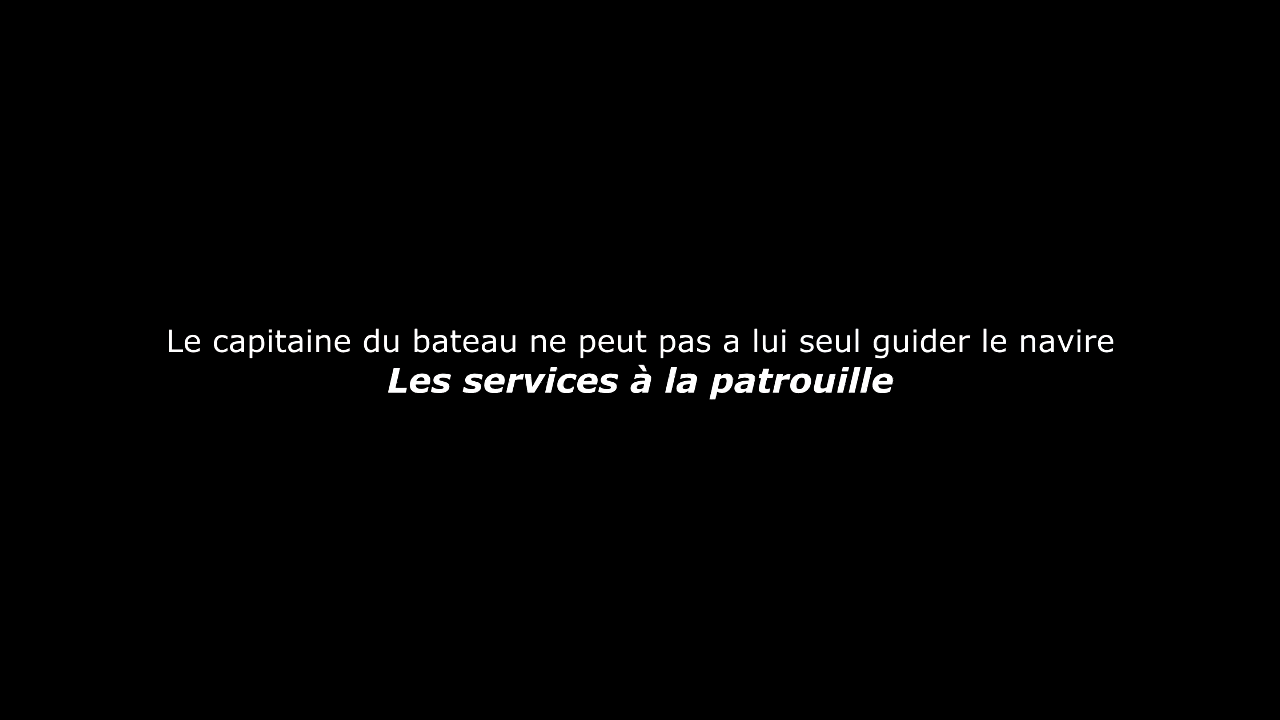 Le capitaine du bateau ne peut pas a lui seul guider le navire
Les services à la patrouille